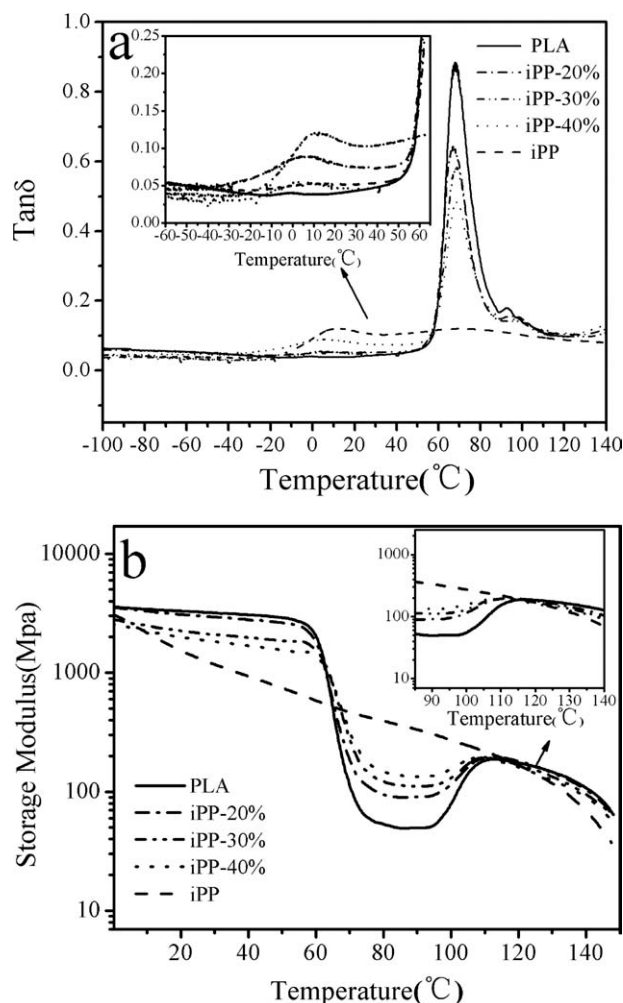 a
PLA
iPP-20%
iPP-30%
iPP-40%
iPP
0.25
0.20
0.15
0.10
0.05
0.00
-60 -50 -40 -30 -20 -10 0 10 20 30 40 50 60
Temperature(℃)
1.0
0.8
0.6
0.4
0.2
0.0
Tanδ
-100 -80 -60 -40 -20 0 20 40 60 80 100 120 140
Temperature(℃)
b
1000
100
10
90 100 110 120 130 140
Temperature(℃)
10000
1000
100
10
Storage Modulus(Mpa)
PLA
iPP-20%
iPP-30%
iPP-40%
iPP
20 40 60 80 100 120 140
Temperature(℃)